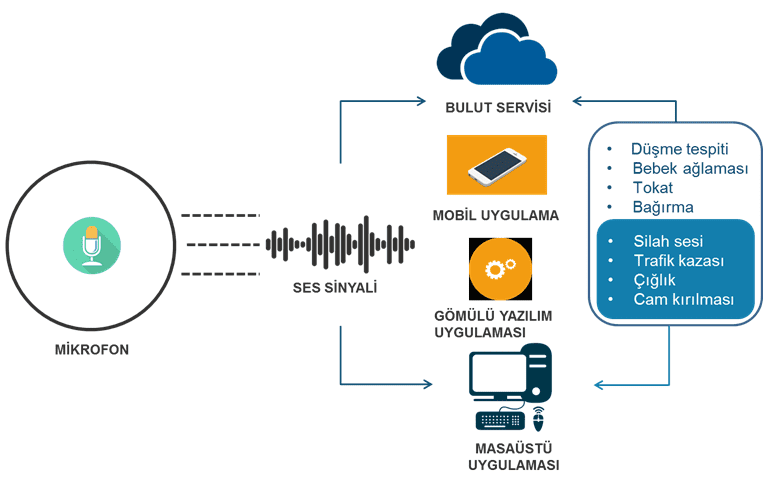 MİKROFON
SES SİNYALİ
BULUT SERVİSİ
MOBİL UYGULAMA
GÖMÜLÜ YAZILIM
UYGULAMASI
MASAÜSTÜ
UYGULAMASI
• Düşme tespiti
• Bebek ağlaması
• Tokat
• Bağırma
• Silah sesi
• Trafik kazası
• Çığlık
• Cam kırılması